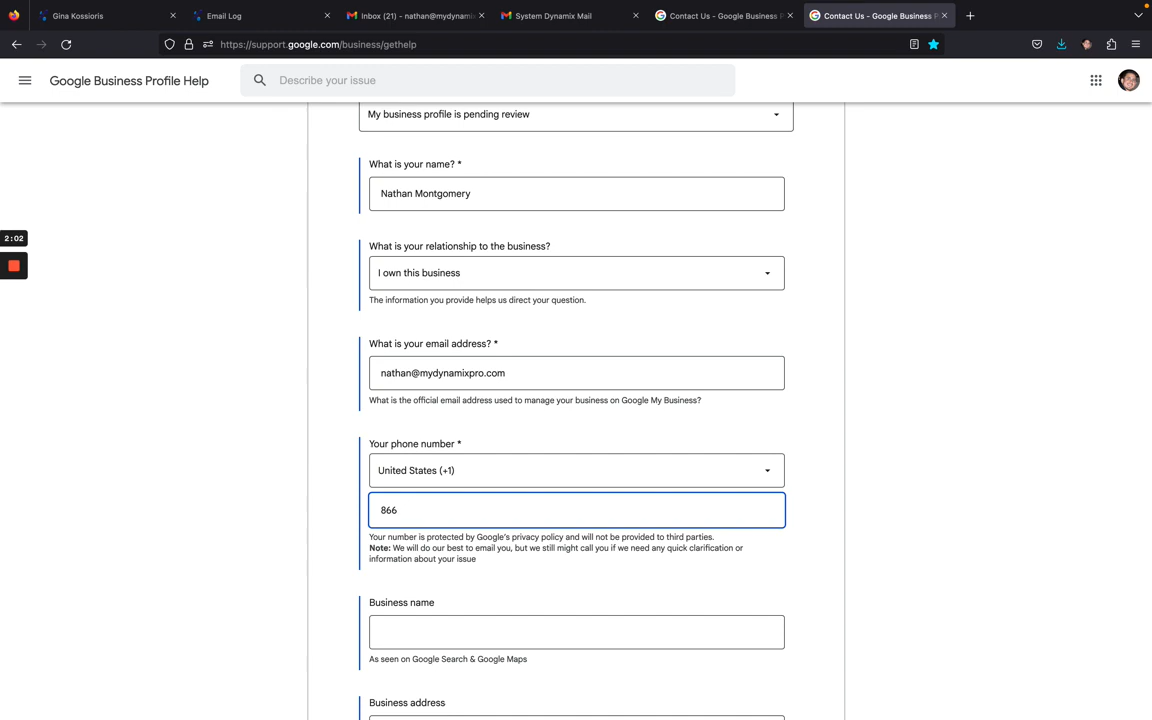 Gina Kossioris
Email Log
Inbox (21) - nathan@mydynami
System Dynamix Mail
Contact Us - Google Business P
Contact Us - Google Business P
https://support.google.com/business/gethelp
Google Business Profile Help
Describe your issue
My business profile is pending review
What is your name? *
Nathan Montgomery
2:02
What is your relationship to the business?
I own this business
The information you provide helps us direct your question.
What is your email address? *
nathan@mydynamixpro.com
What is the official email address used to manage your business on Google My Business?
Your phone number *
United States (+1)
866
Your number is protected by Google's privacy policy and will not be provided to third parties.
Note: We will do our best to email you, but we still might call you if we need any quick clarification or
information about your issue
Business name
As seen on Google Search & Google Maps
Business address